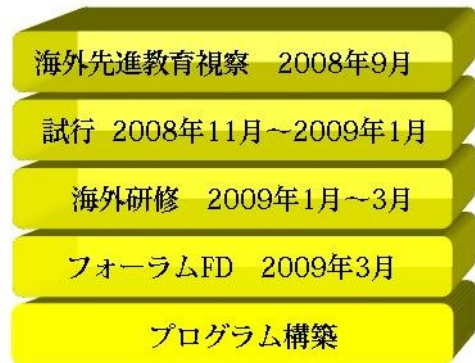 海外先進教育視察　2008年9月
試行 2008年11月～2009年1月
海外研修　2009年1月～3月
フォーラムFD　2009年3月
プログラム構築